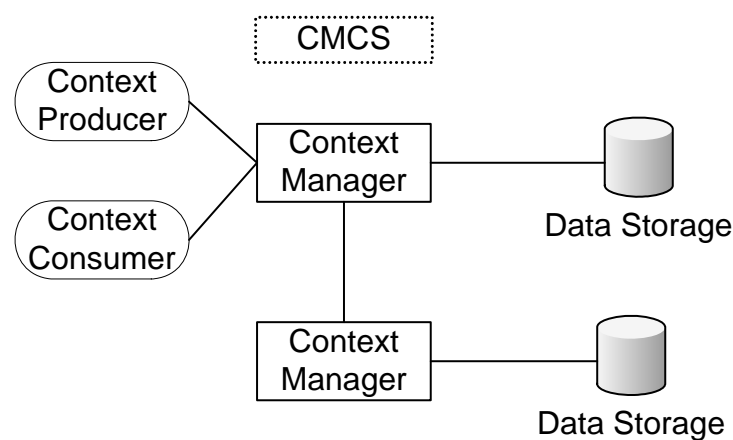 CMCS
Context
Producer
Context
Manager
Data Storage
Context
Consumer
Context
Manager
Data Storage